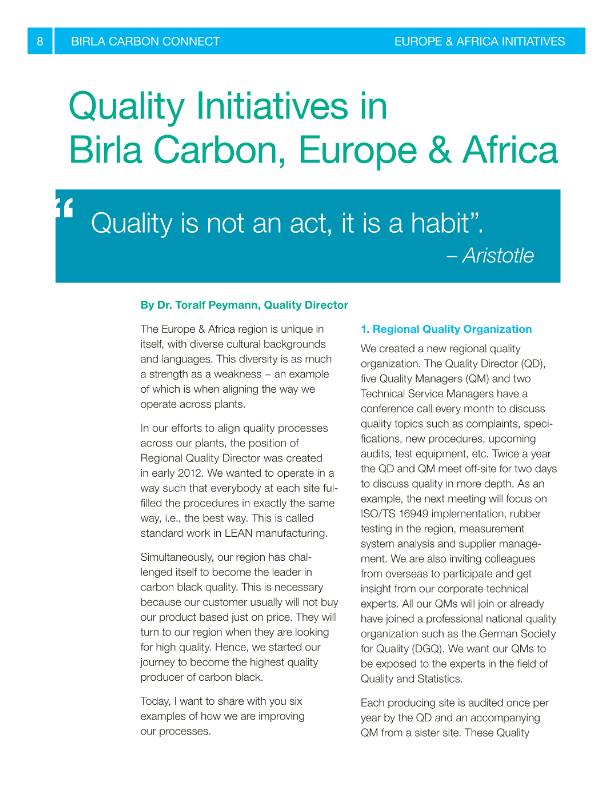 8 BIRLA CARBON CONNECT EUROPE & AFRICA INITIATIVES
Quality Initiatives in
Birla Carbon, Europe & Africa
“ Quality is not an act, it is a habit”.
– Aristotle
By Dr. Toralf Peymann, Quality Director
The Europe & Africa region is unique in
itself, with diverse cultural backgrounds
and languages. This diversity is as much
a strength as a weakness – an example
of which is when aligning the way we
operate across plants.
In our efforts to align quality processes
across our plants, the position of
Regional Quality Director was created
in early 2012. We wanted to operate in a
way such that everybody at each site ful-
filled the procedures in exactly the same
way, i.e., the best way. This is called
standard work in LEAN manufacturing.
Simultaneously, our region has chal-
lenged itself to become the leader in
carbon black quality. This is necessary
because our customer usually will not buy
our product based just on price. They will
turn to our region when they are looking
for high quality. Hence, we started our
journey to become the highest quality
producer of carbon black.
Today, I want to share with you six
examples of how we are improving
our processes.
1. Regional Quality Organization
We created a new regional quality
organization. The Quality Director (QD),
five Quality Managers (QM) and two
Technical Service Managers have a
conference call every month to discuss
quality topics such as complaints, speci-
fications, new procedures, upcoming
audits, test equipment, etc. Twice a year
the QD and QM meet off-site for two days
to discuss quality in more depth. As an
example, the next meeting will focus on
ISO/TS 16949 implementation, rubber
testing in the region, measurement
system analysis and supplier manage-
ment. We are also inviting colleagues
from overseas to participate and get
insight from our corporate technical
experts. All our QMs will join or already
have joined a professional national quality
organization such as the German Society
for Quality (DGQ). We want our QMs to
be exposed to the experts in the field of
Quality and Statistics.
Each producing site is audited once per
year by the QD and an accompanying
QM from a sister site. These Quality